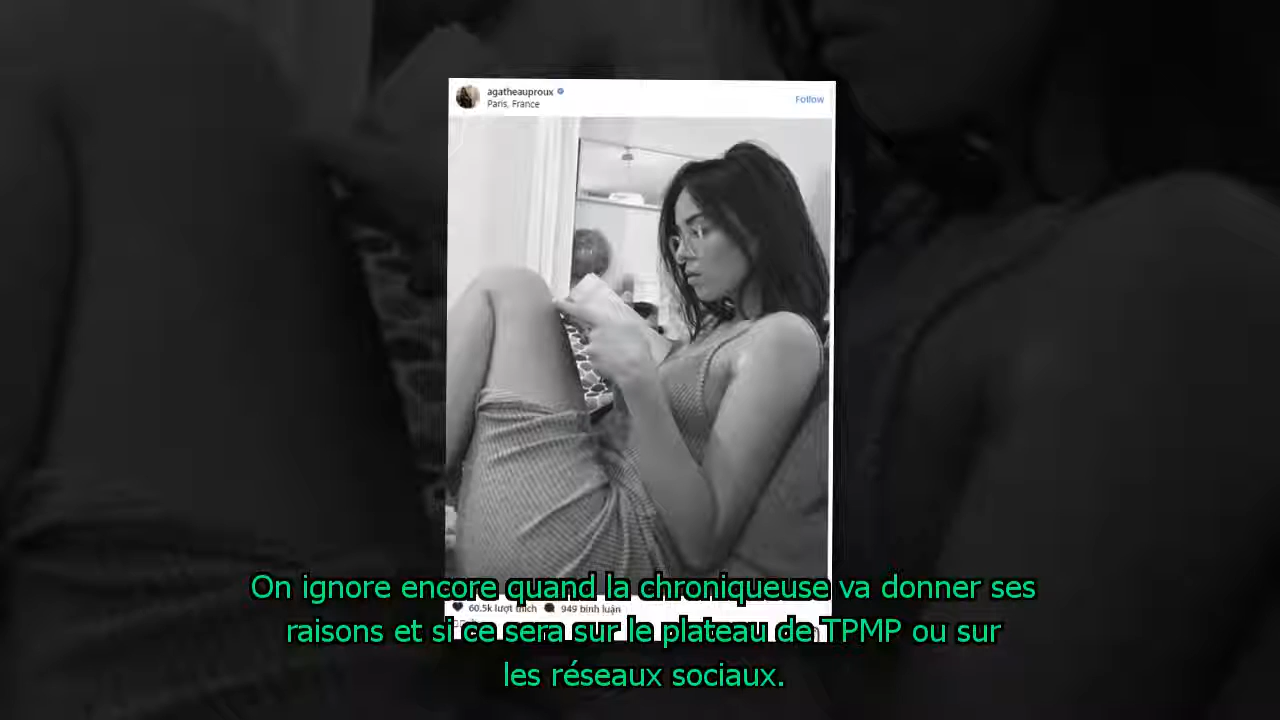 agatheauproux
Paris, France
Follow
60.5k lượt thích 949 bình luận
On ignore encore quand la chroniqueuse va donner ses
raisons et si ce sera sur le plateau de TPMP ou sur
les réseaux sociaux.